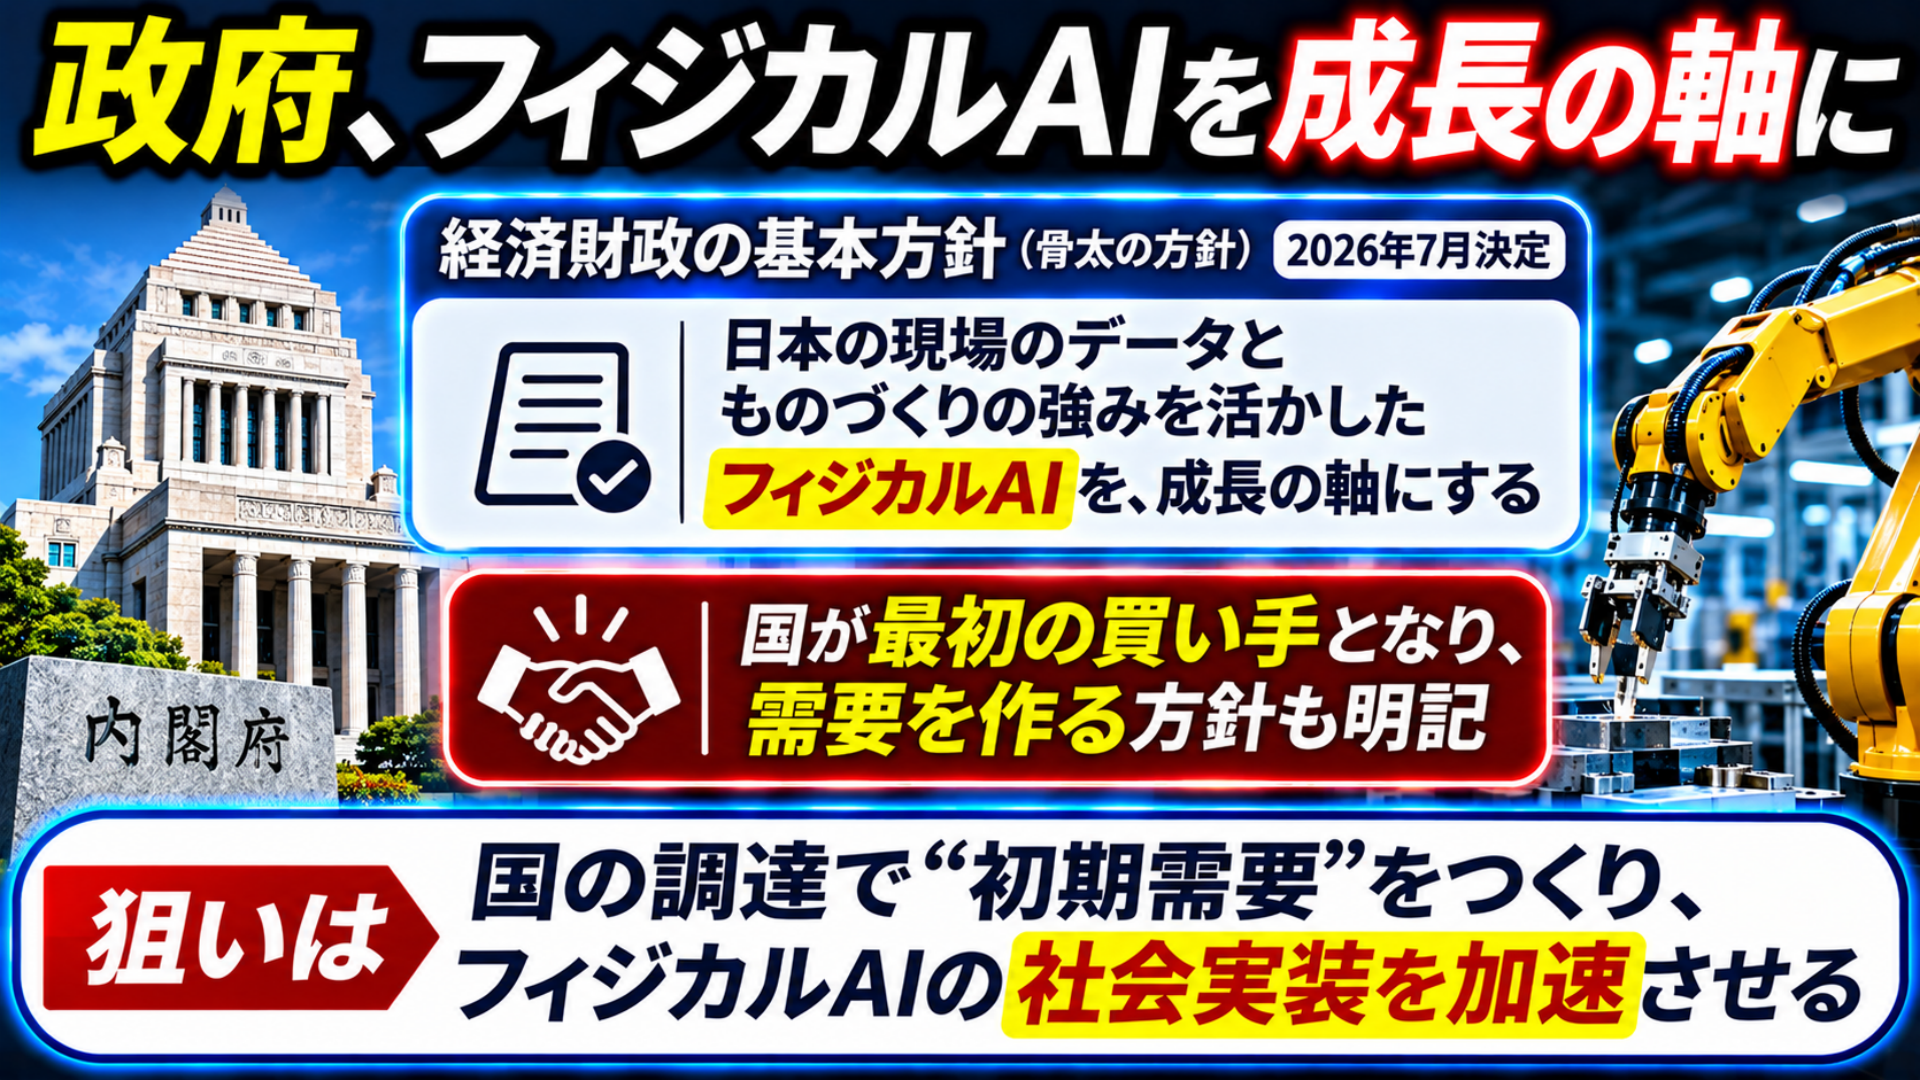 政府、フィジカルAIを成長の軸に
経済財政の基本方針（骨太の方針） 2026年7月決定
日本の現場のデータと
ものづくりの強みを活かした
フィジカルAIを、成長の軸にする
国が最初の買い手となり、
需要を作る方針も明記
内閣府
狙いは
国の調達で“初期需要”をつくり、
フィジカルAIの社会実装を加速させる